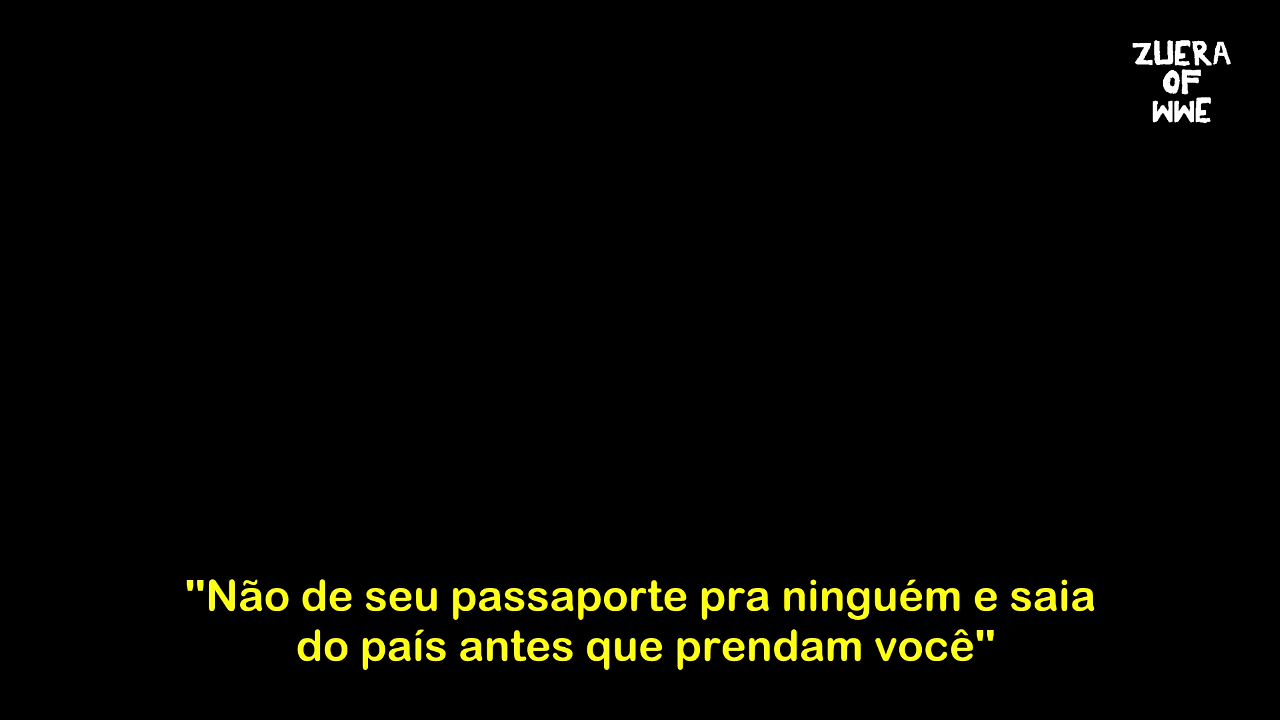 ZUERA
OF
WWE
"Não de seu passaporte pra ninguém e saia
do país antes que prendam você"